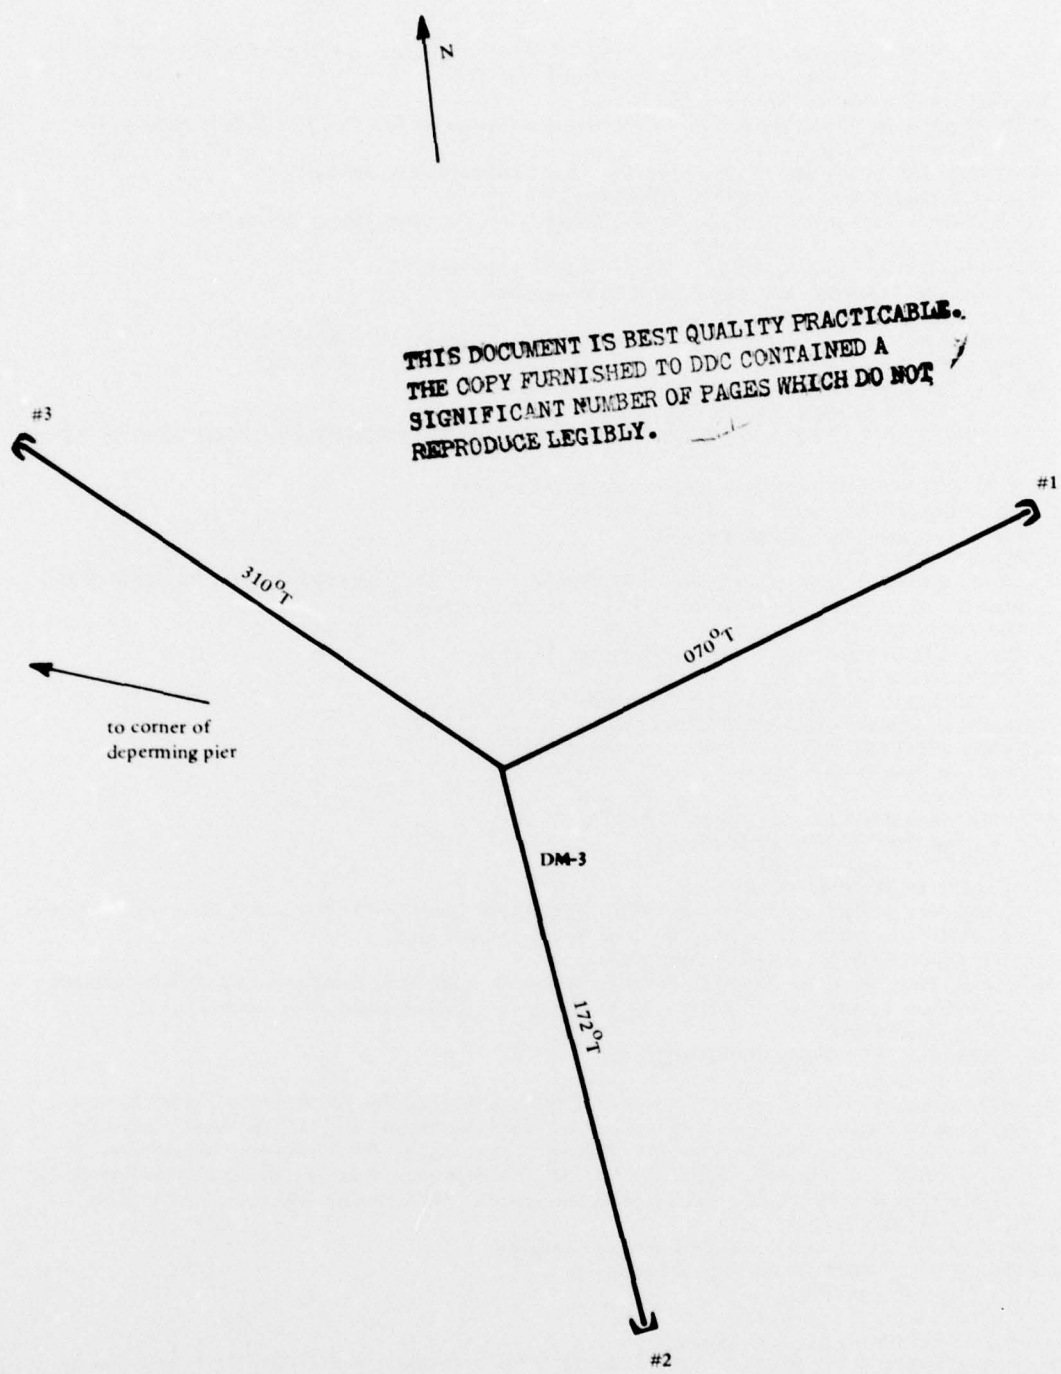 N
THIS DOCUMENT IS BEST QUALITY PRACTICABLE.
THE COPY FURNISHED TO DDC CONTAINED A
SIGNIFICANT NUMBER OF PAGES WHICH DO NOT
REPRODUCE LEGIBLY.
#3
#1
310°T
070°T
to corner of
deperming pier
DM-3
172°T
#2